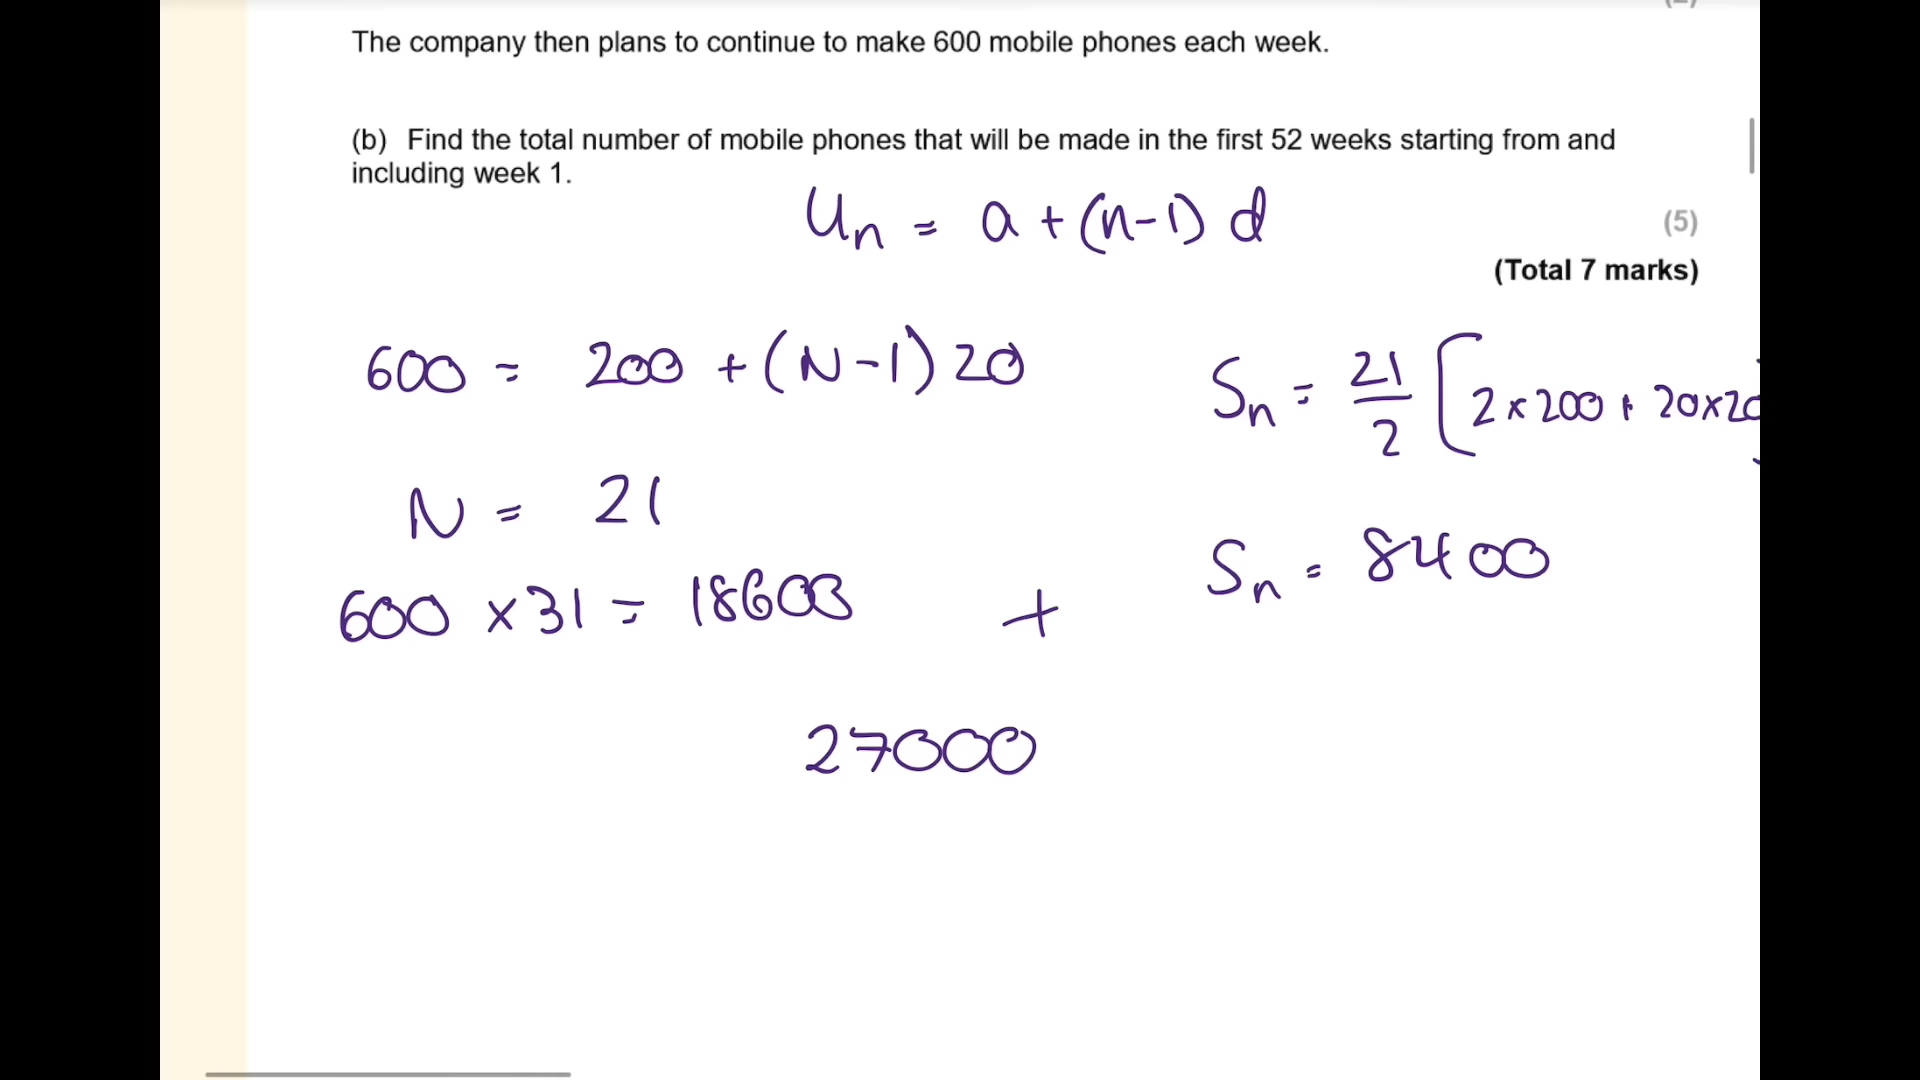 The company then plans to continue to make 600 mobile phones each week.
(b) Find the total number of mobile phones that will be made in the first 52 weeks starting from and
including week 1.
Un = a + (n-1) d
(5)
(Total 7 marks)
600 = 200 + (N-1) 20
Sn = 21/2 [2 × 200 + 20×20
N = 21
Sn = 8400
600 × 31 = 18600 +
27000